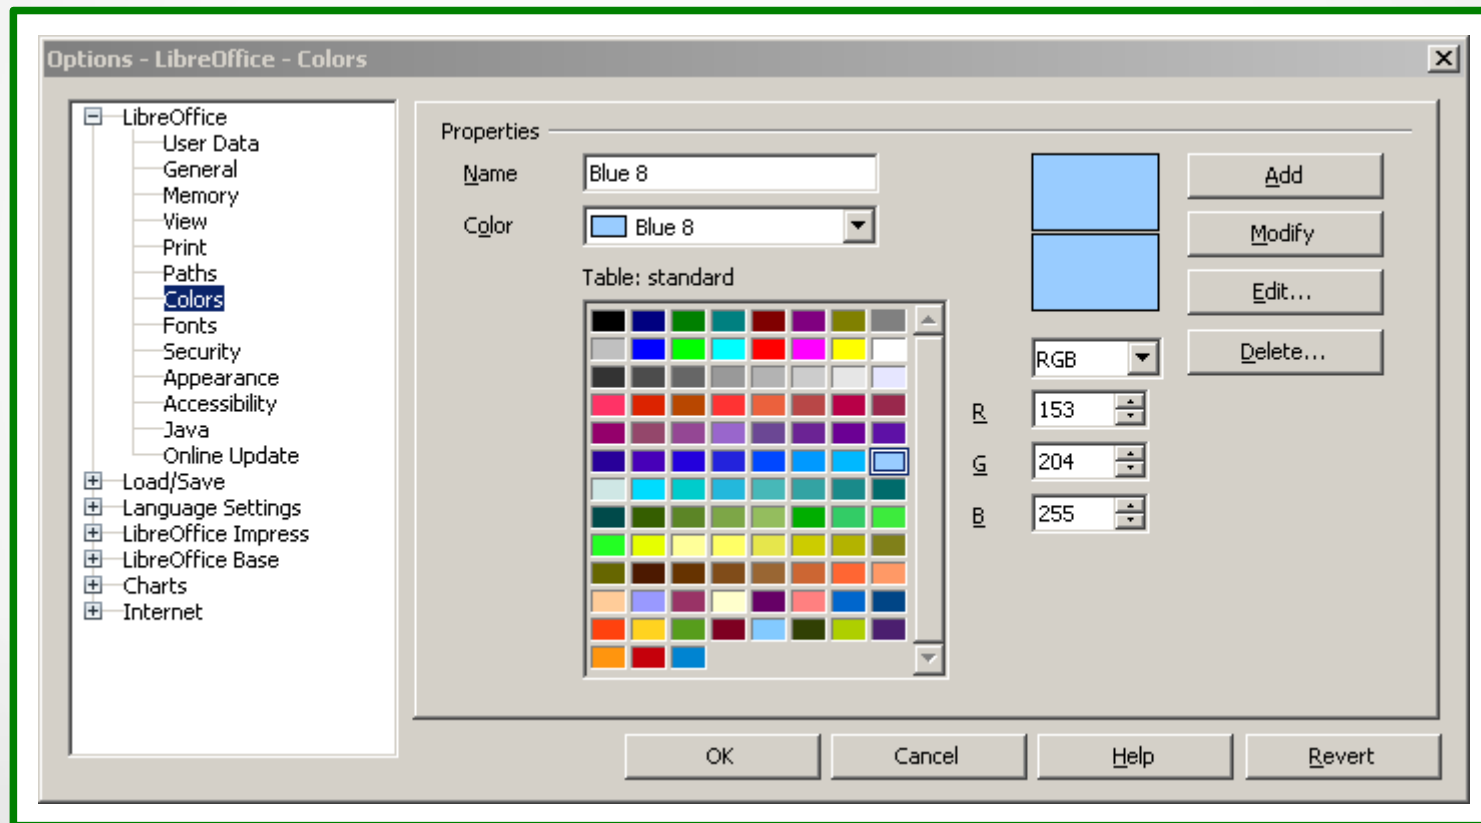 Options - LibreOffice - Colors
LibreOffice
User Data
General
Memory
View
Print
Paths
Colors
Fonts
Security
Appearance
Accessibility
Java
Online Update
Load/Save
Language Settings
LibreOffice Impress
LibreOffice Base
Charts
Internet
Properties
Name
Blue 8
Color
Blue 8
Table: standard
Add
Modify
Edit...
Delete...
RGB
R
153
G
204
B
255
OK
Cancel
Help
Revert